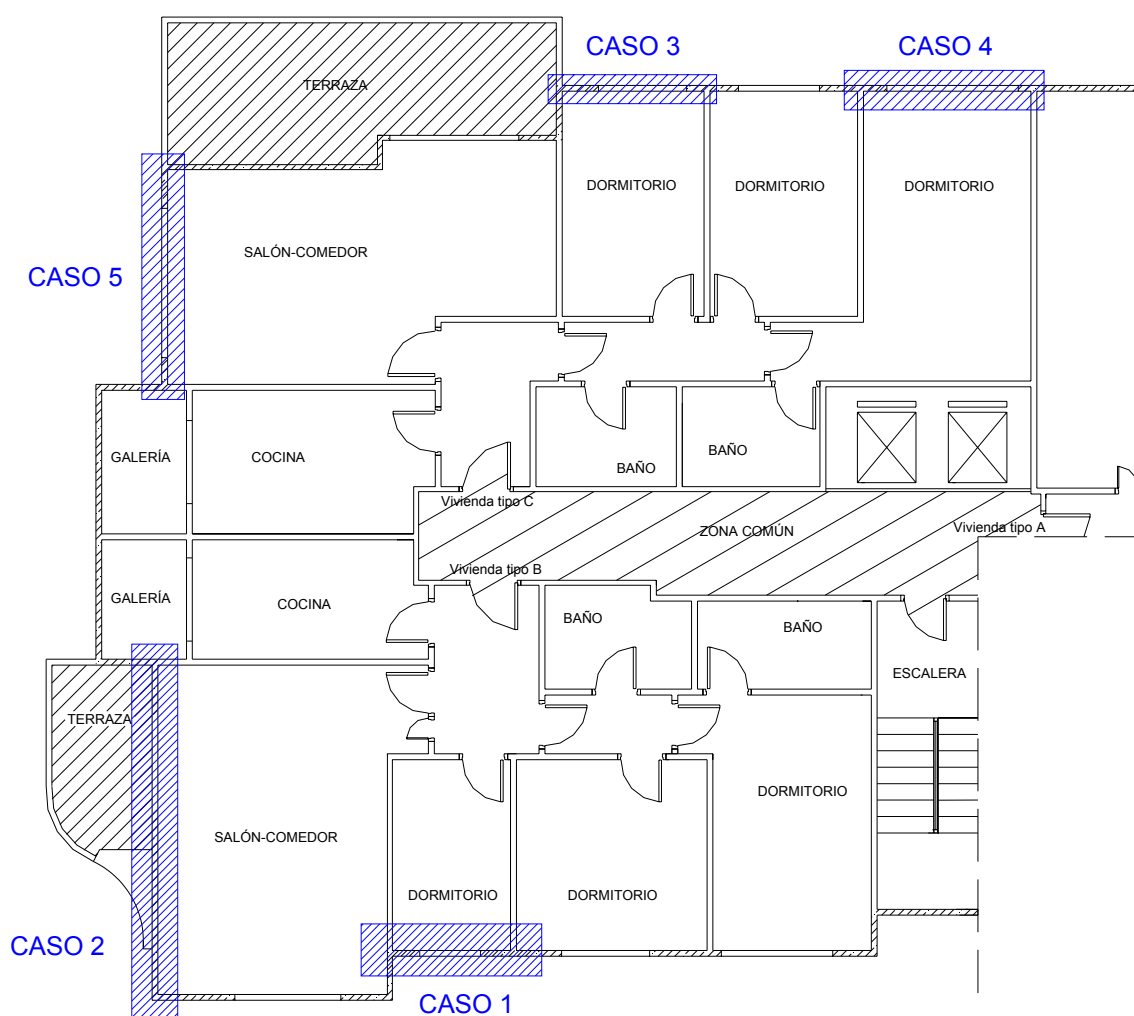 CASO 3
CASO 4
TERRAZA
DORMITORIO
DORMITORIO
DORMITORIO
SALÓN-COMEDOR
CASO 5
GALERÍA
COCINA
BAÑO
BAÑO
Vivienda tipo C
ZONA COMÚN
Vivienda tipo A
Vivienda tipo B
GALERÍA
COCINA
BAÑO
BAÑO
ESCALERA
TERRAZA
DORMITORIO
SALÓN-COMEDOR
DORMITORIO
DORMITORIO
CASO 2
CASO 1